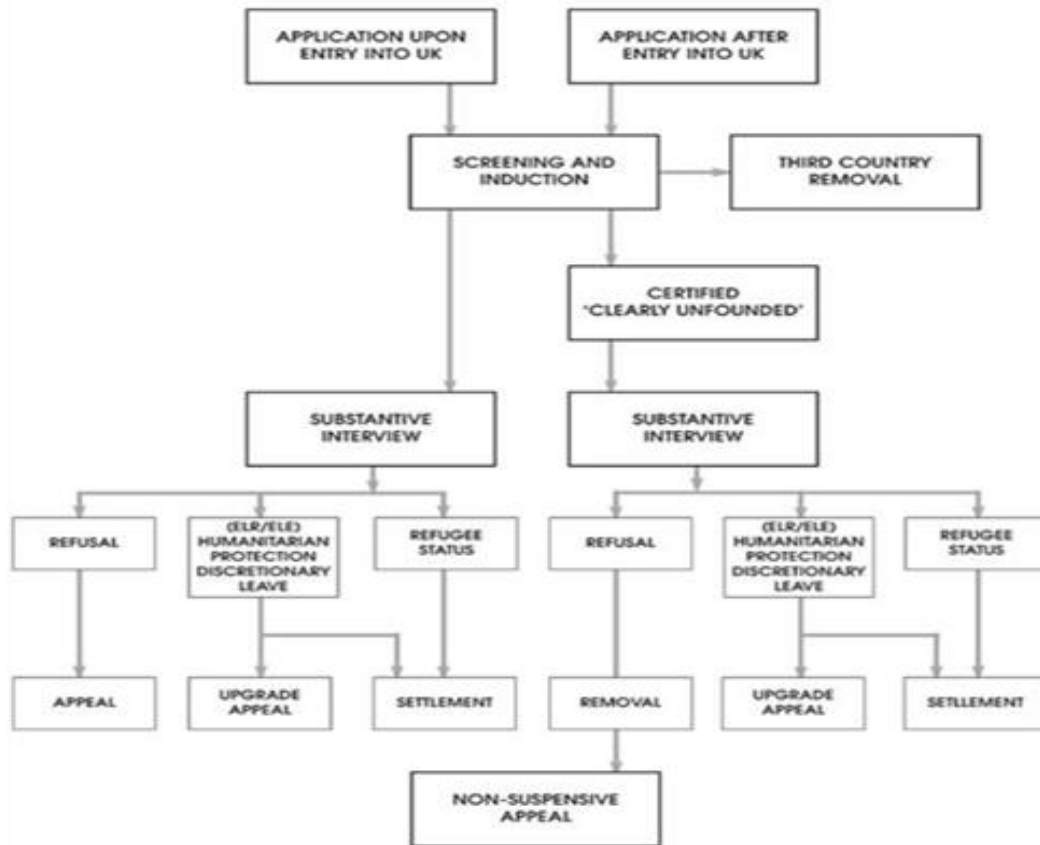 APPLICATION UPON
ENTRY INTO UK
APPLICATION AFTER
ENTRY INTO UK
SCREENING AND
INDUCTION
THIRD COUNTRY
REMOVAL
CERTIFIED
"CLEARLY UNFOUNDED"
SUBSTANTIVE
INTERVIEW
SUBSTANTIVE
INTERVIEW
REFUSAL
(ELR/ELE)
HUMANITARIAN
PROTECTION
DISCRETIONARY
LEAVE
REFUGEE
STATUS
REFUSAL
(ELR/ELE)
HUMANITARIAN
PROTECTION
DISCRETIONARY
LEAVE
REFUGEE
STATUS
APPEAL
UPGRADE
APPEAL
SETTLEMENT
REMOVAL
UPGRADE
APPEAL
SETLLEMENT
NON-SUSPENSIVE
APPEAL